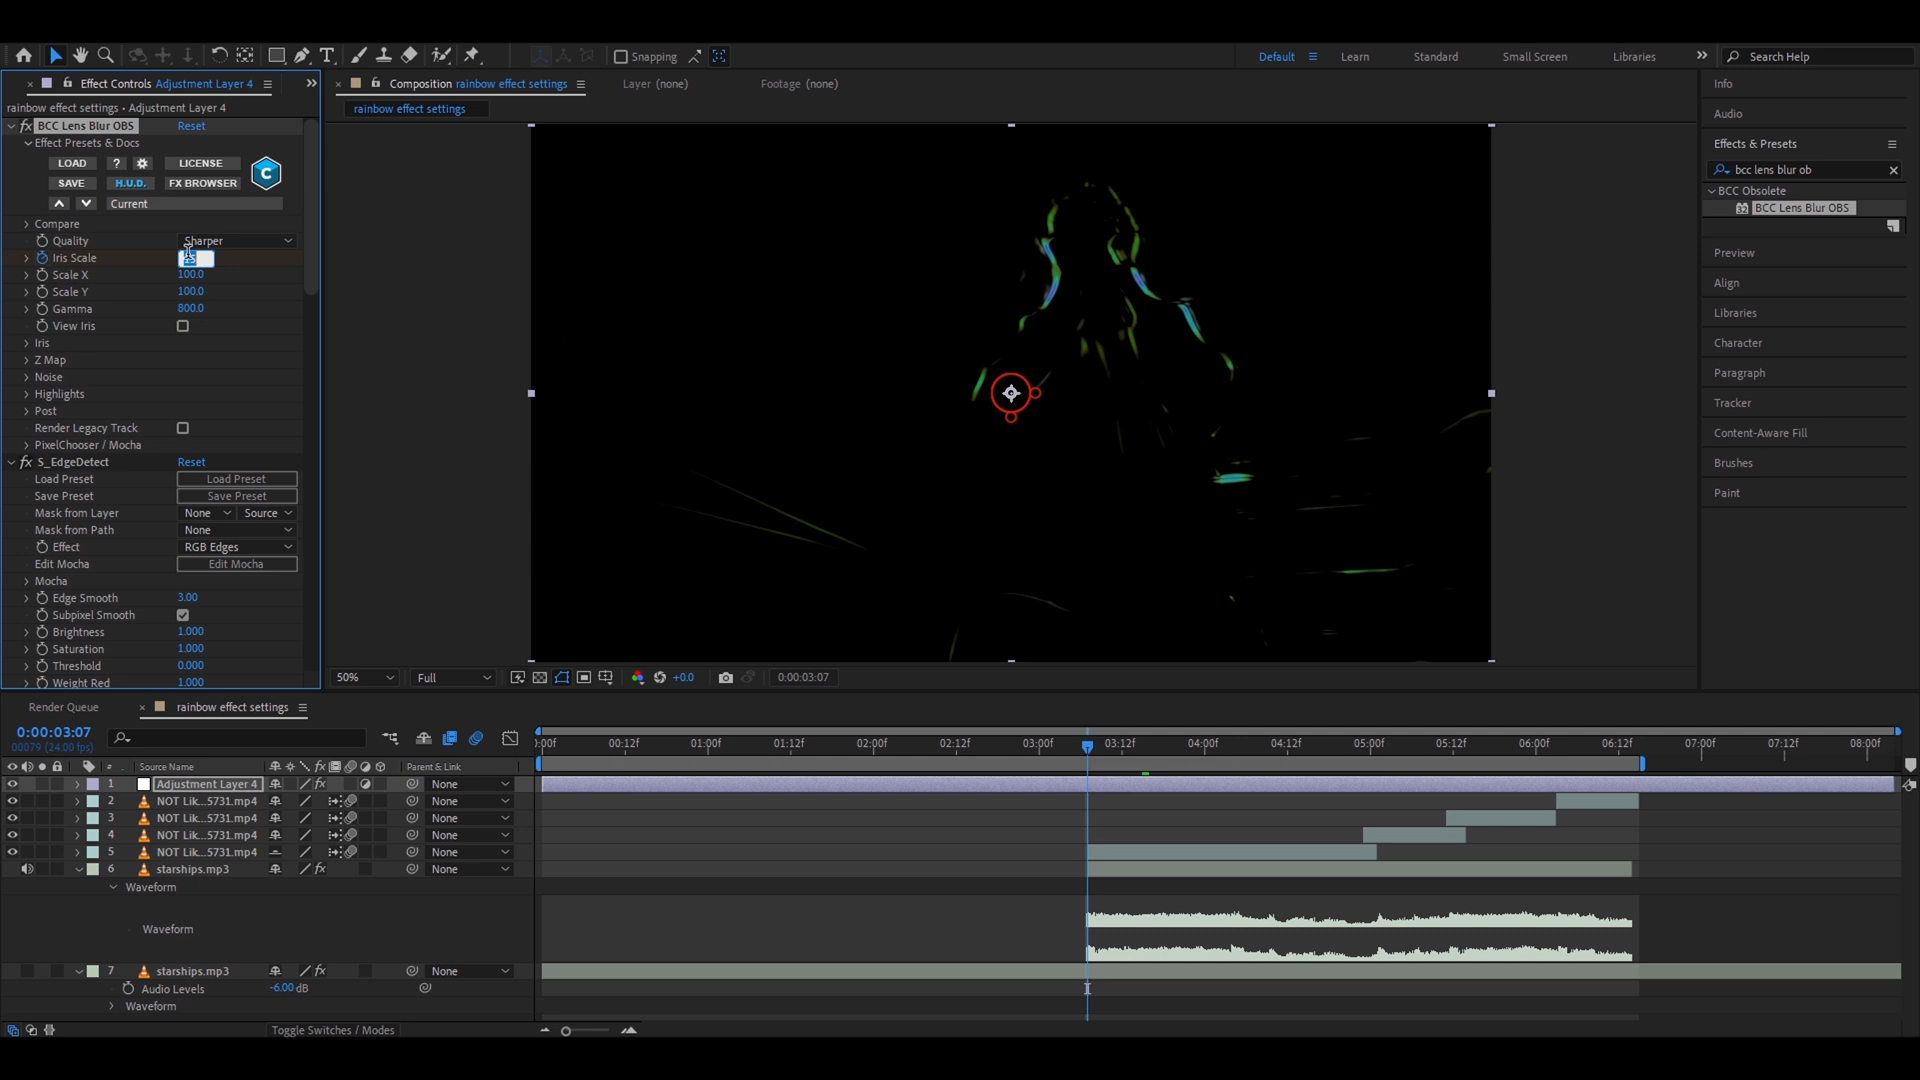 Snapping
Default
Learn
Standard
Small Screen
Libraries
Search Help
Effect Controls Adjustment Layer 4
Composition rainbow effect settings
Layer (none)
Footage (none)
Info
rainbow effect settings • Adjustment Layer 4
rainbow effect settings
Audio
fx BCC Lens Blur OBS Reset
Effect Presets & Docs
Effects & Presets
LOAD ? LICENSE
bcc lens blur ob
SAVE H.U.D. FX BROWSER
BCC Obsolete
Current
BCC Lens Blur OBS
Compare
Quality Sharper
Iris Scale
Preview
Scale X 100.0
Align
Scale Y 100.0
Gamma 800.0
Libraries
View Iris
Iris
Character
Z Map
Paragraph
Noise
Highlights
Wording
Post
Tracker
Render Legacy Track
Content-Aware Fill
PixelChooser / Mocha
fx S_EdgeDetect Reset
Brushes
Load Preset Load Preset
Save Preset Save Preset
Paint
Mask from Layer None Source
Mask from Path None
Effect RGB Edges
Edit Mocha Edit Mocha
Mocha
Edge Smooth 3.00
Subpixel Smooth
Brightness 1.000
Saturation 1.000
Threshold 0.000
Weight Red 1.000
50% Full +0.0 0:00:03:07
Render Queue
rainbow effect settings
0:00:03:07
00079 (24.00 fps)
:00f 00:12f 01:00f 01:12f 02:00f 02:12f 03:00f 03:12f 04:00f 04:12f 05:00f 05:12f 06:00f 06:12f 07:00f 07:12f 08:00f
# Source Name fx Parent & Link
1 Adjustment Layer 4 fx None
2 NOT Lik...5731.mp4 None
3 NOT Lik...5731.mp4 None
4 NOT Lik...5731.mp4 None
5 NOT Lik...5731.mp4 None
6 starships.mp3 fx None
Waveform
Waveform
7 starships.mp3 fx None
Audio Levels -6.00 dB
Waveform
Toggle Switches / Modes